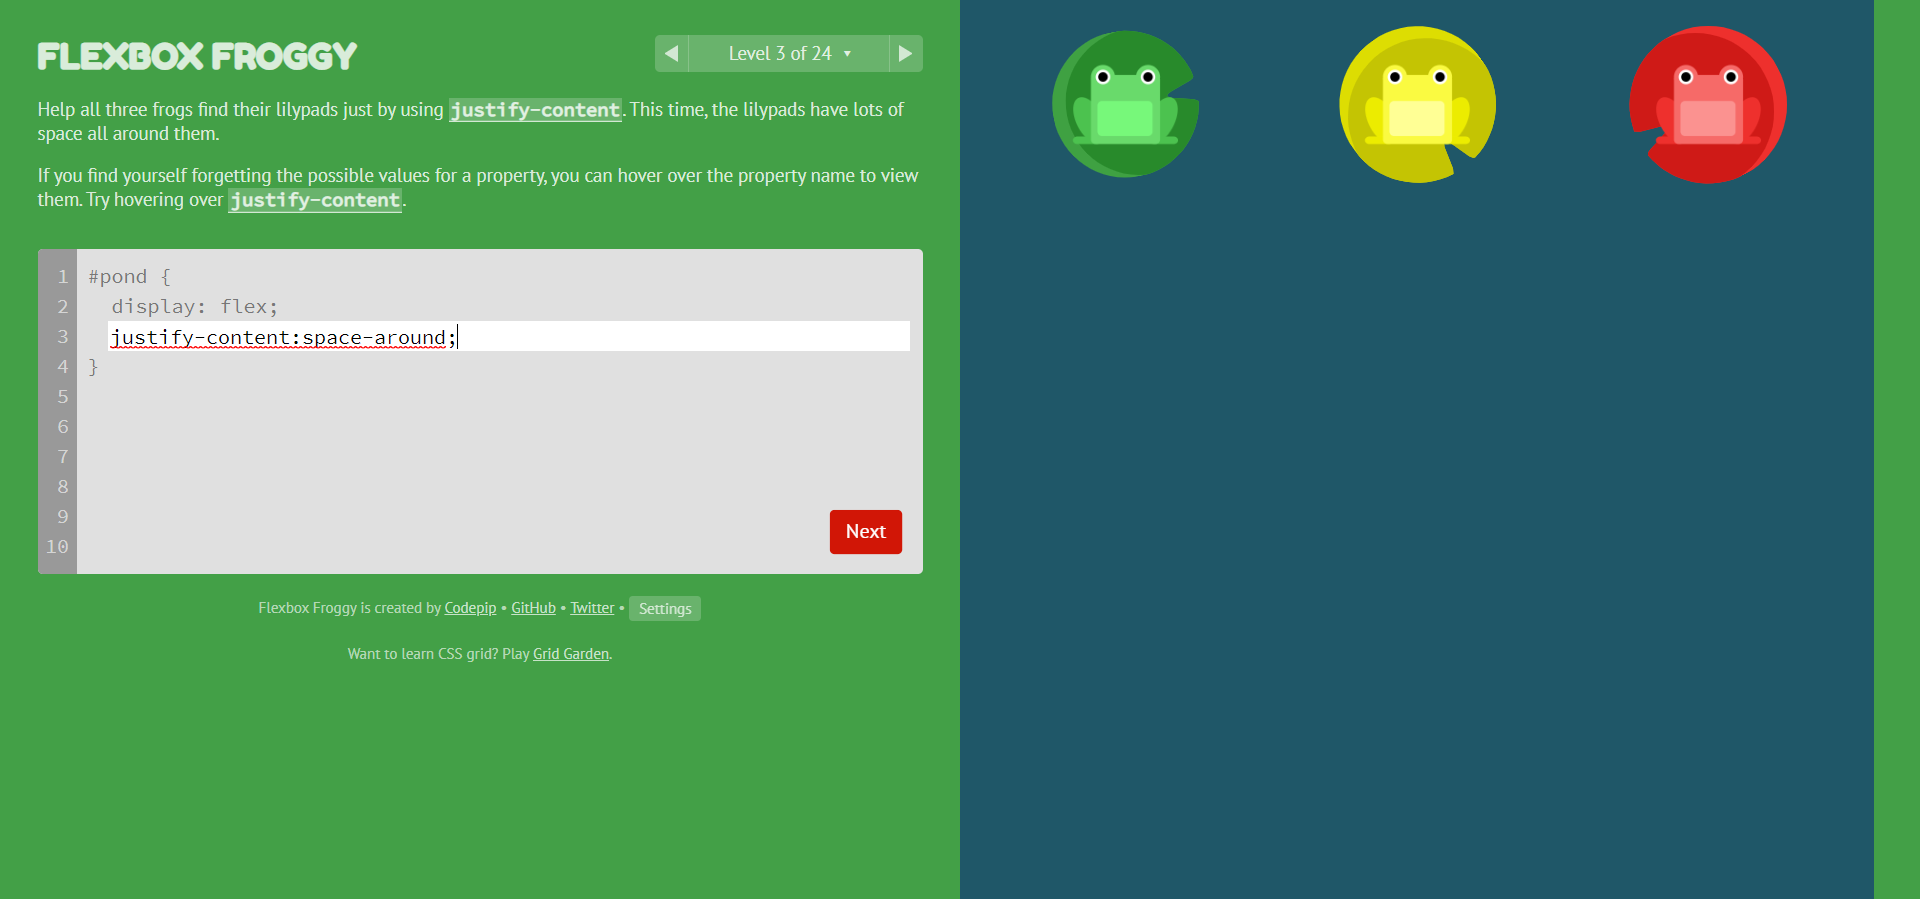 FLEXBOX FROGGY
Level 3 of 24
Help all three frogs find their lilypads just by using justify-content. This time, the lilypads have lots of
space all around them.
If you find yourself forgetting the possible values for a property, you can hover over the property name to view
them. Try hovering over justify-content.
1 #pond {
2 display: flex;
3 justify-content:space-around;
4 }
5
6
7
8
9
10
Next
Flexbox Froggy is created by Codepip • GitHub • Twitter • Settings
Want to learn CSS grid? Play Grid Garden.